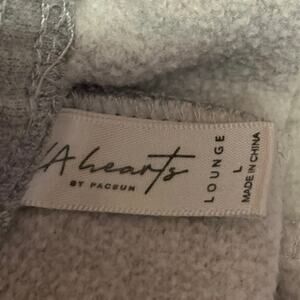 A hearts
BY PACSUN
LOUNGE
L
MADE IN CHINA